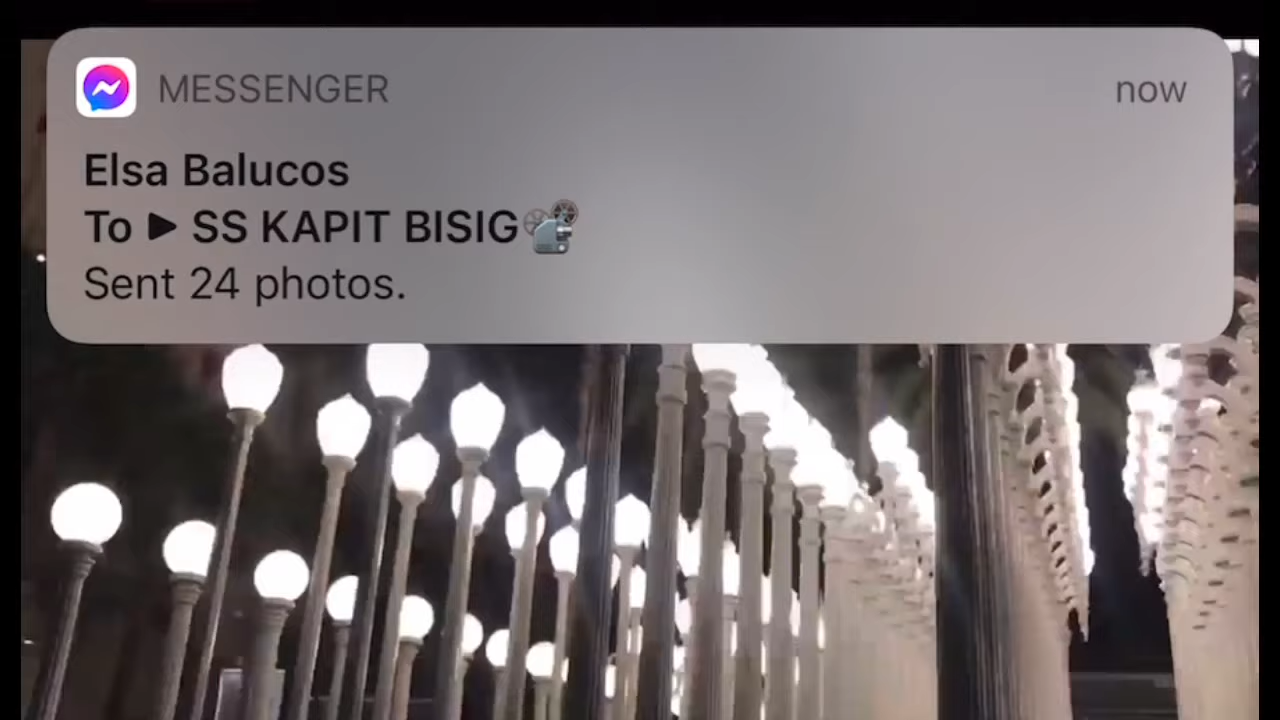 MESSENGER now
Elsa Balucos
To ▶ SS KAPIT BISIG📽️
Sent 24 photos.